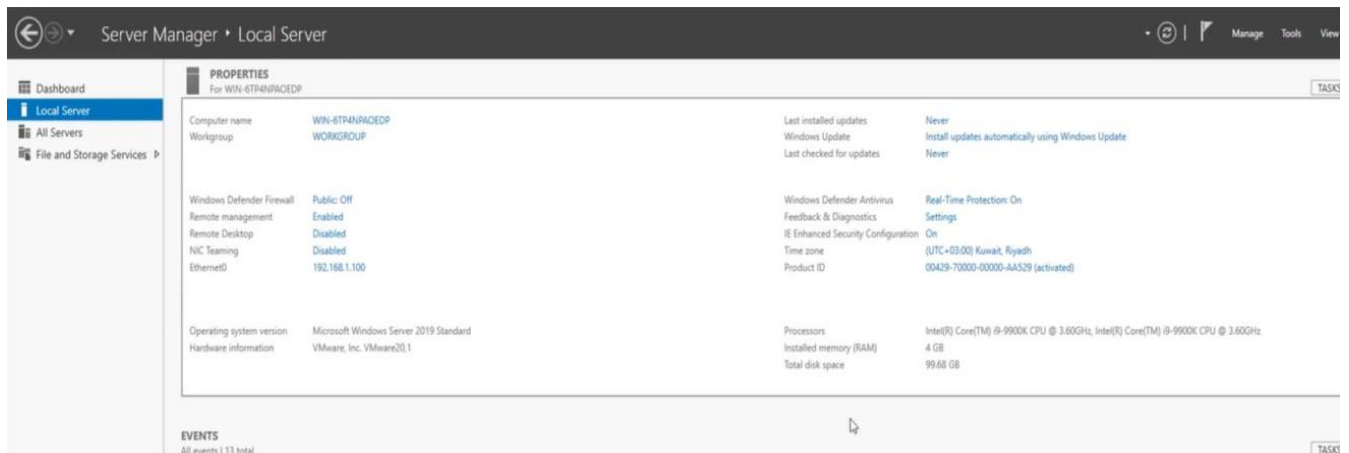 Server Manager ‣ Local Server
Manage Tools View
Dashboard
Local Server
All Servers
File and Storage Services
PROPERTIES
For WIN-6TP4NPAOEDP
TASKS
Computer name WIN-6TP4NPAOEDP
Workgroup WORKGROUP
Last installed updates Never
Windows Update Install updates automatically using Windows Update
Last checked for updates Never
Windows Defender Firewall Public: Off
Remote management Enabled
Remote Desktop Disabled
NIC Teaming Disabled
Ethernet0 192.168.1.100
Windows Defender Antivirus Real-Time Protection: On
Feedback & Diagnostics Settings
IE Enhanced Security Configuration On
Time zone (UTC+03:00) Kuwait, Riyadh
Product ID 00429-70000-00000-AA529 (activated)
Operating system version Microsoft Windows Server 2019 Standard
Hardware information VMware, Inc. VMware20,1
Processors Intel(R) Core(TM) i9-9900K CPU @ 3.60GHz, Intel(R) Core(TM) i9-9900K CPU @ 3.60GHz
Installed memory (RAM) 4 GB
Total disk space 99.68 GB
EVENTS
All events | 13 total
TASKS